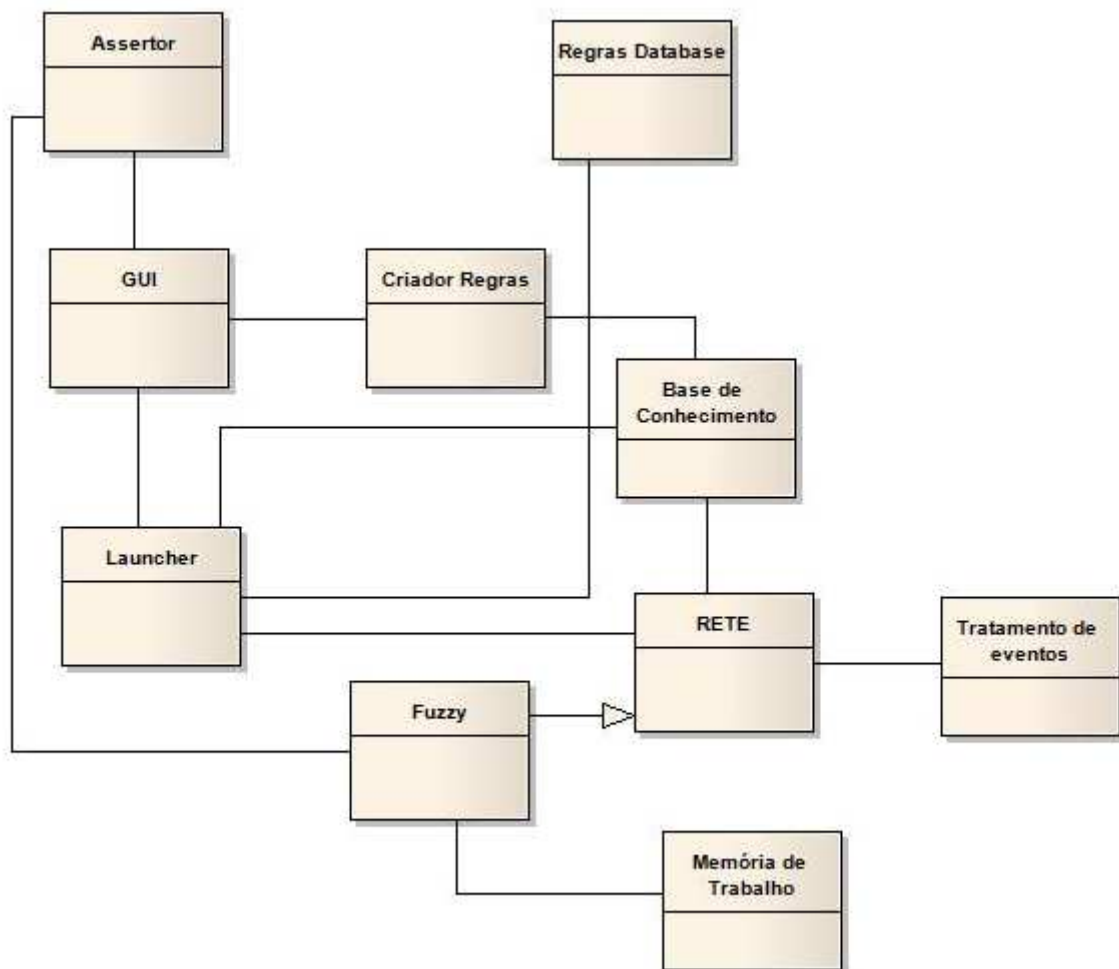 Assertor
Regras Database
GUI
Criador Regras
Base de
Conhecimento
Launcher
RETE
Tratamento de
eventos
Fuzzy
Memória de
Trabalho